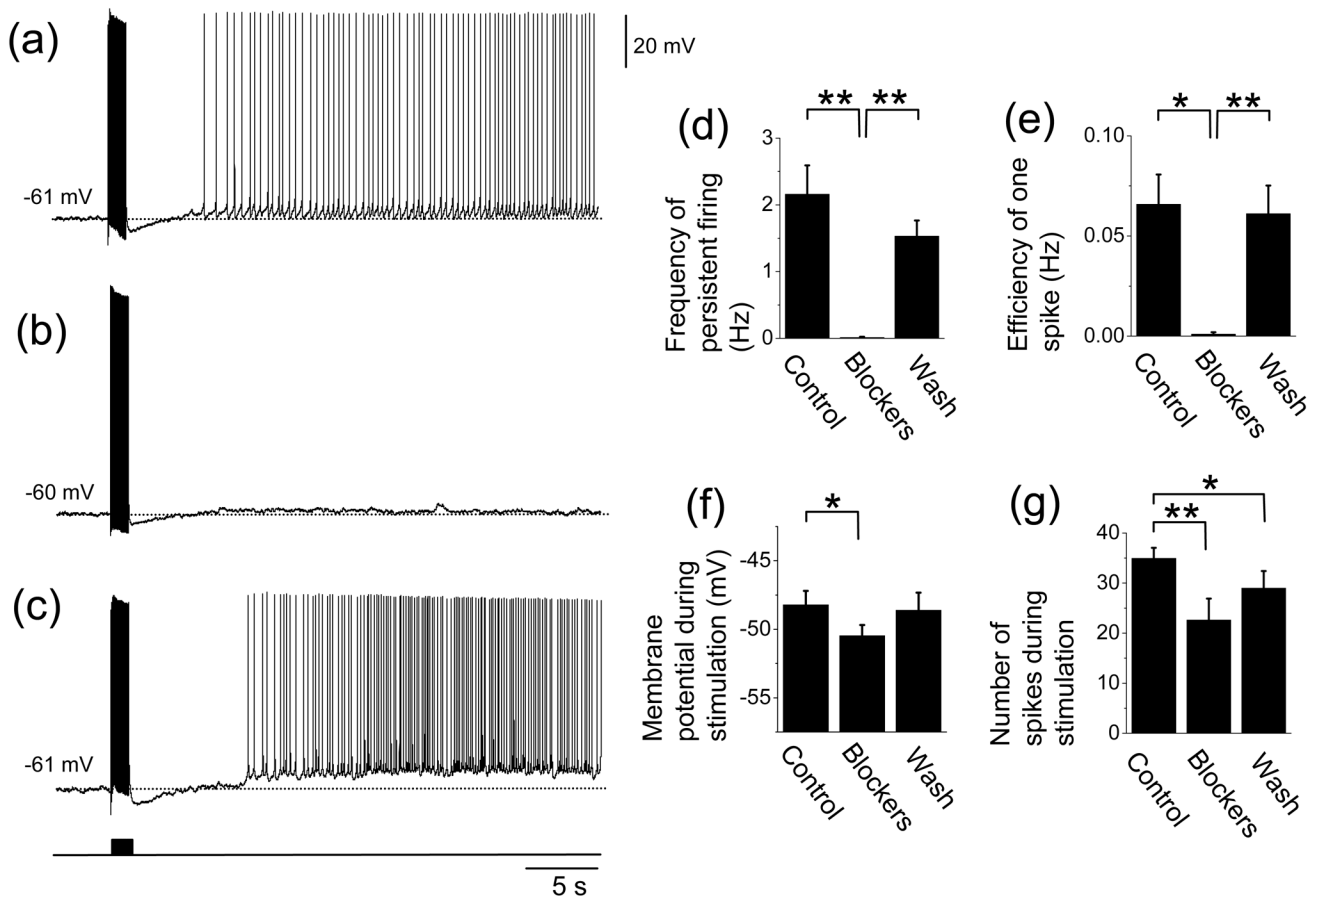 (a)
20 mV
-61 mV
(b)
-60 mV
(c)
-61 mV
5 s
(d)
** **
3
2
1
0
Frequency of
persistent firing
(Hz)
Control
Blockers
Wash
(e)
* **
0.10
0.05
0.00
Efficiency of one
spike (Hz)
Control
Blockers
Wash
(f)
*
-45
-50
-55
Membrane
potential during
stimulation (mV)
Control
Blockers
Wash
(g)
*
**
40
30
20
10
0
Number of
spikes during
stimulation
Control
Blockers
Wash